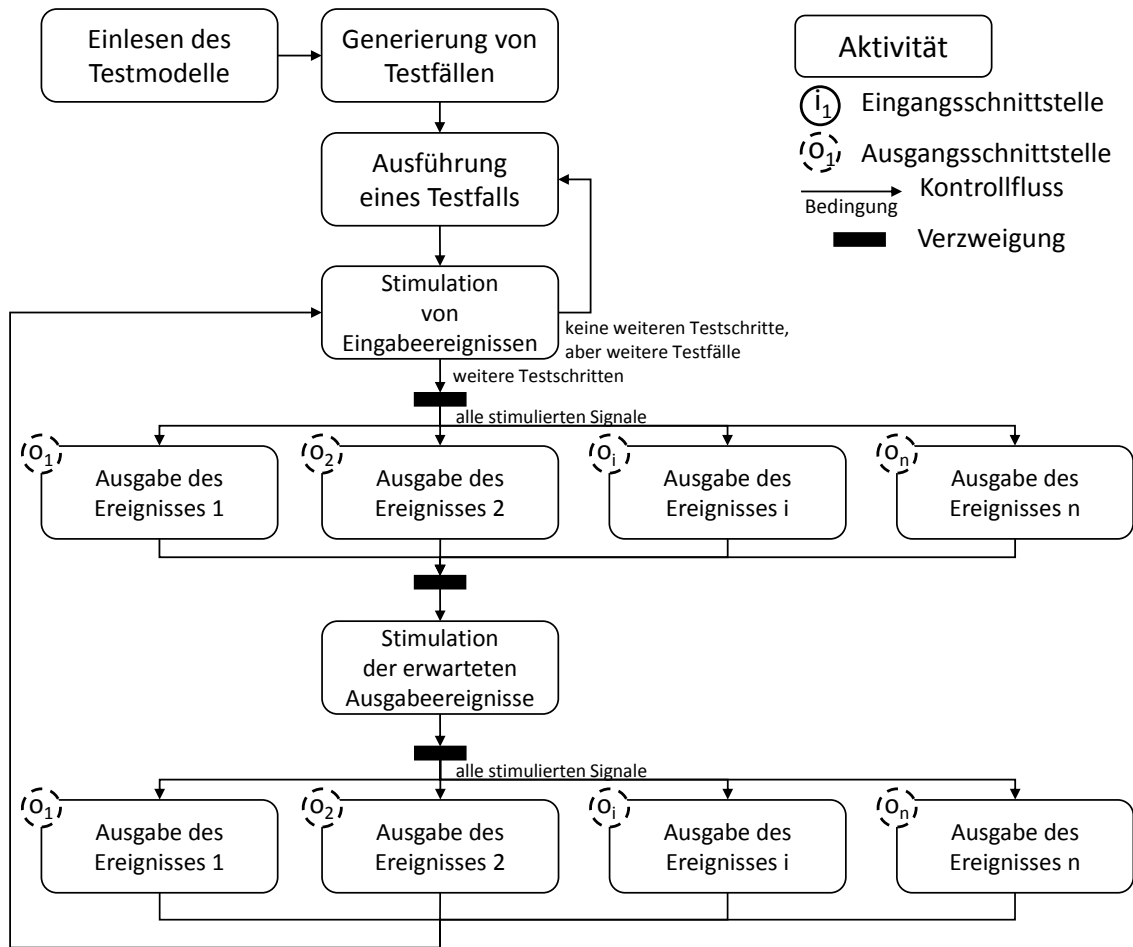 Einlesen des
Testmodelle
Generierung von
Testfällen
Aktivität
i1
Eingangsschnittstelle
o1
Ausgangsschnittstelle
Kontrollfluss
Bedingung
Verzweigung
Ausführung
eines Testfalls
Stimulation
von
Eingabeereignissen
keine weiteren Testschritte,
aber weitere Testfälle
weitere Testschritten
alle stimulierten Signale
o1
Ausgabe des
Ereignisses 1
o2
Ausgabe des
Ereignisses 2
oi
Ausgabe des
Ereignisses i
on
Ausgabe des
Ereignisses n
Stimulation
der erwarteten
Ausgabeereignisse
alle stimulierten Signale
o1
Ausgabe des
Ereignisses 1
o2
Ausgabe des
Ereignisses 2
oi
Ausgabe des
Ereignisses i
on
Ausgabe des
Ereignisses n